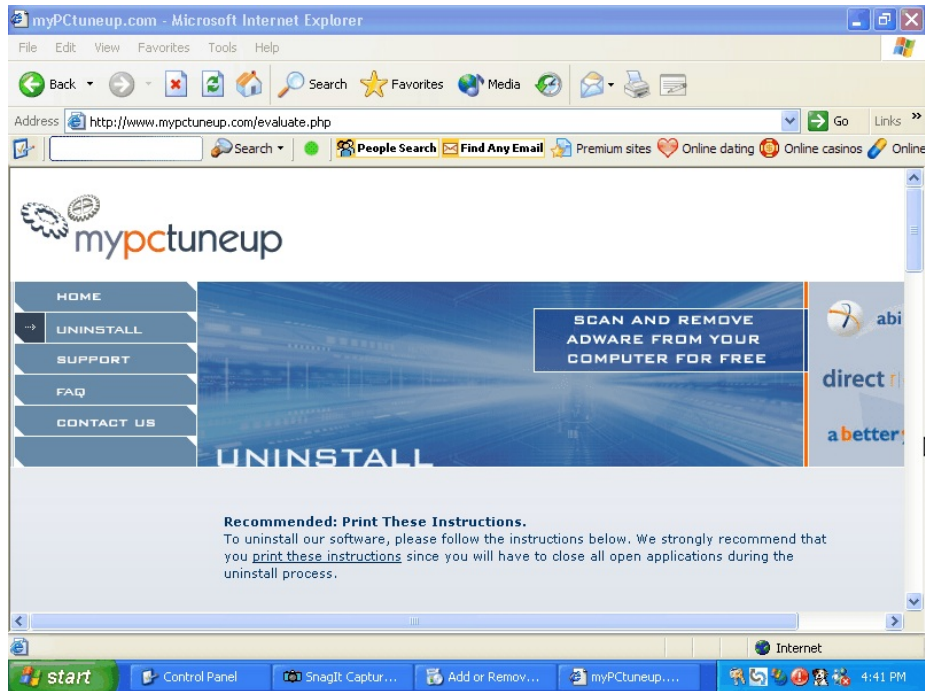 myPCtuneup.com - Microsoft Internet Explorer
File Edit View Favorites Tools Help
Back Search Favorites Media
Address http://www.mypctuneup.com/evaluate.php Go Links »
Search People Search Find Any Email Premium sites Online dating Online casinos Online
mypctuneup
HOME
UNINSTALL
SUPPORT
FAQ
CONTACT US
SCAN AND REMOVE
ADWARE FROM YOUR
COMPUTER FOR FREE
UNINSTALL
abi
direct ri
abetter
Recommended: Print These Instructions.
To uninstall our software, please follow the instructions below. We strongly recommend that
you print these instructions since you will have to close all open applications during the
uninstall process.
Internet
start Control Panel SnagIt Captur... Add or Remov... myPCtuneup.... 4:41 PM